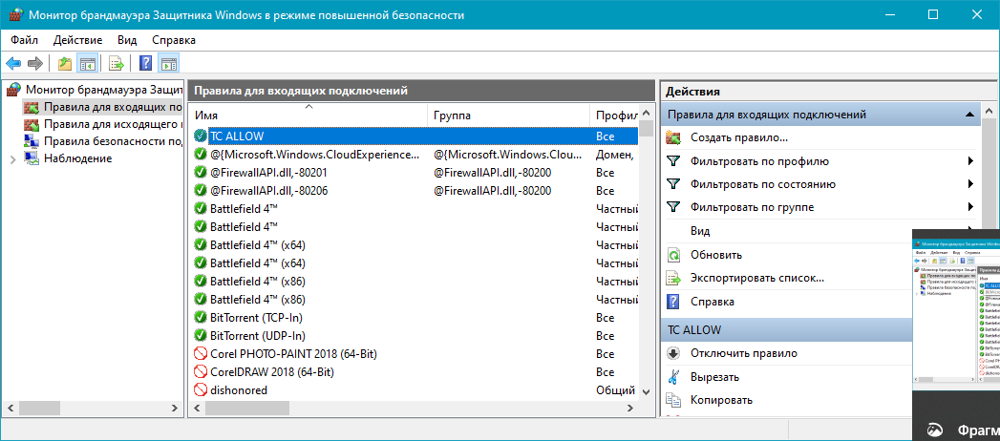 Монитор брандмауэра Защитника Windows в режиме повышенной безопасности
Файл Действие Вид Справка
Монитор брандмауэра Защит
Правила для входящих по
Правила для исходящего
Правила безопасности по
Наблюдение
Правила для входящих подключений
Имя Группа Профил
TC ALLOW Все
@{Microsoft.Windows.CloudExperience... @{Microsoft.Windows.Clou... Домен,
@FirewallAPI.dll,-80201 @FirewallAPI.dll,-80200 Все
@FirewallAPI.dll,-80206 @FirewallAPI.dll,-80200 Все
Battlefield 4™ Частный
Battlefield 4™ Частный
Battlefield 4™ (x64) Частный
Battlefield 4™ (x64) Частный
Battlefield 4™ (x86) Частный
Battlefield 4™ (x86) Частный
BitTorrent (TCP-In) Все
BitTorrent (UDP-In) Все
Corel PHOTO-PAINT 2018 (64-Bit) Все
CorelDRAW 2018 (64-Bit) Все
dishonored Общий
Действия
Правила для входящих подключений
Создать правило...
Фильтровать по профилю
Фильтровать по состоянию
Фильтровать по группе
Вид
Обновить
Экспортировать список...
Справка
TC ALLOW
Отключить правило
Вырезать
Копировать
Фрагм